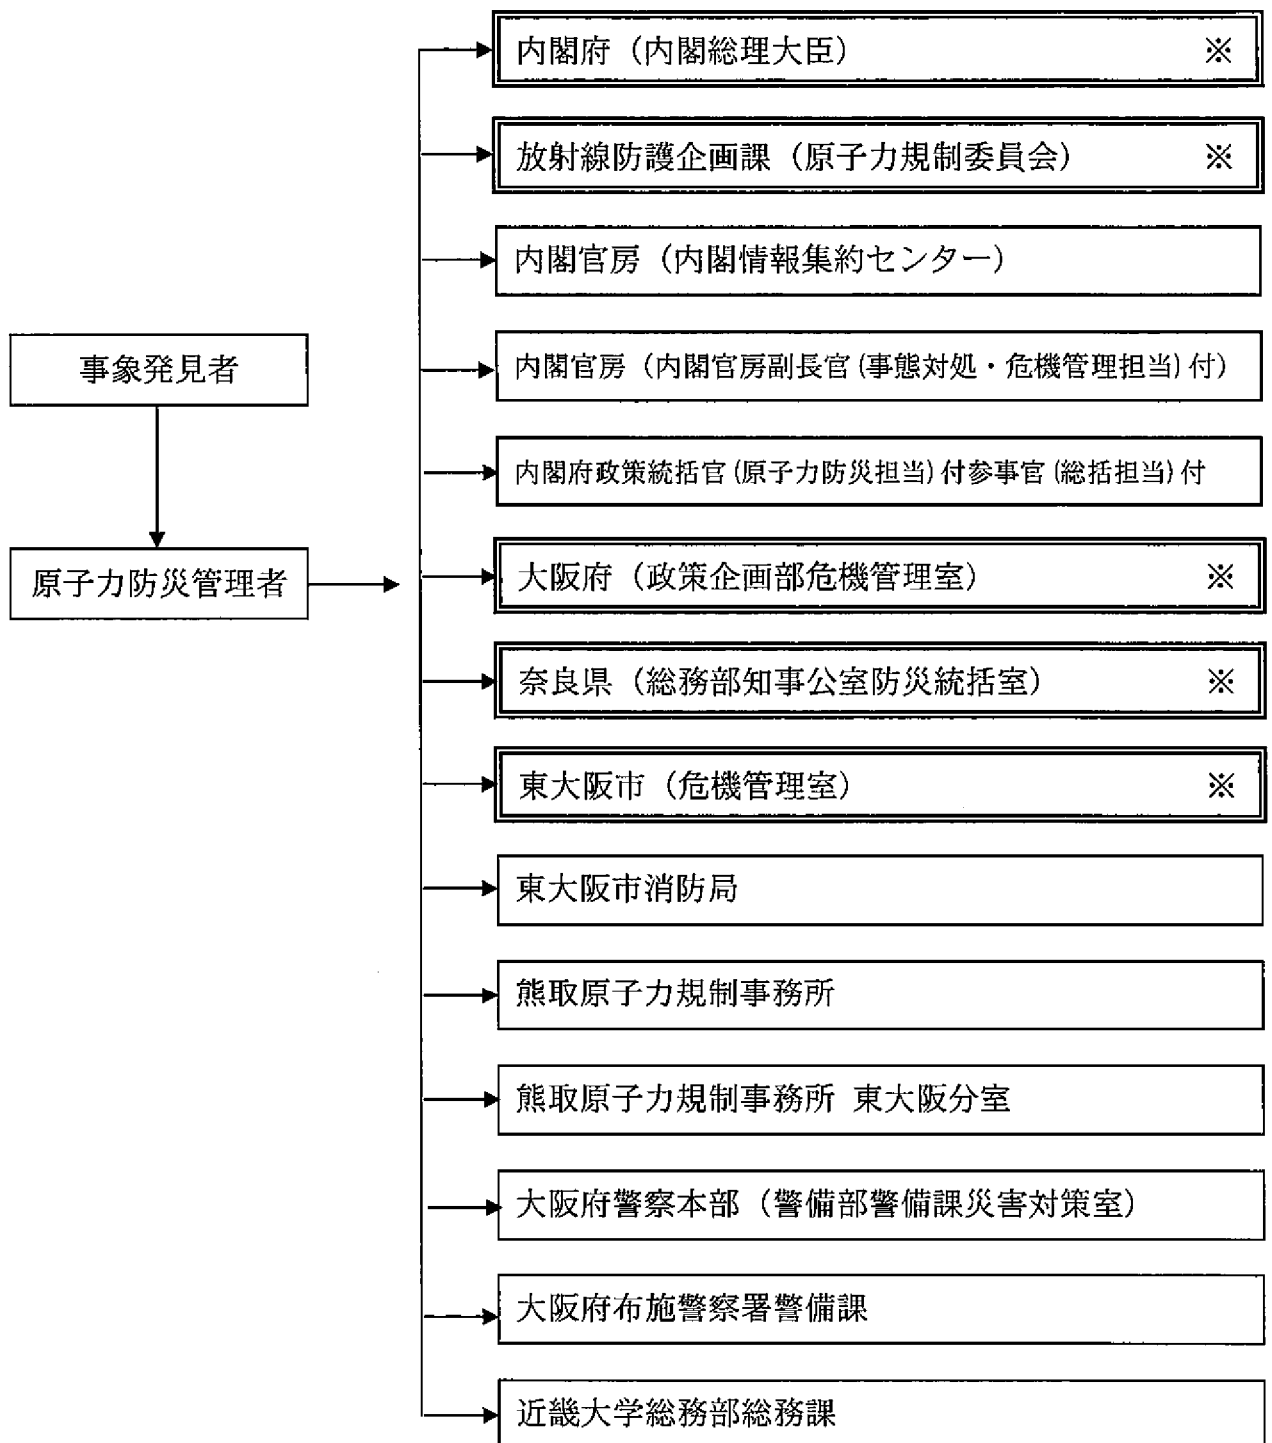 内閣府（内閣総理大臣） ※
放射線防護企画課（原子力規制委員会） ※
内閣官房（内閣情報集約センター）
内閣官房（内閣官房副長官(事態対処・危機管理担当)付）
内閣府政策統括官(原子力防災担当)付参事官(総括担当)付
事象発見者
原子力防災管理者
大阪府（政策企画部危機管理室） ※
奈良県（総務部知事公室防災統括室） ※
東大阪市（危機管理室） ※
東大阪市消防局
熊取原子力規制事務所
熊取原子力規制事務所 東大阪分室
大阪府警察本部（警備部警備課災害対策室）
大阪府布施警察署警備課
近畿大学総務部総務課